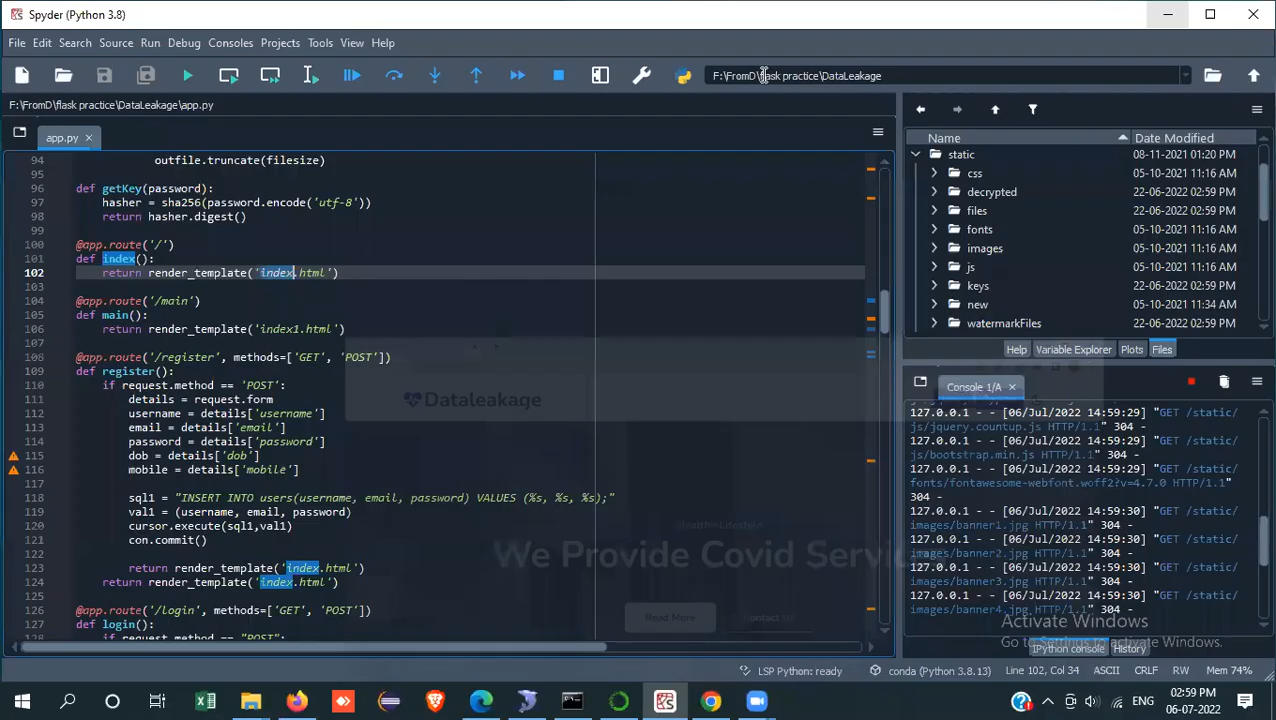 Spyder (Python 3.8)
File Edit Search Source Run Debug Consoles Projects Tools View Help
F:\FromD\flask practice\DataLeakage
F:\FromD\flask practice\DataLeakage\app.py
app.py
94 outfile.truncate(filesize)
95
96 def getKey(password):
97 hasher = sha256(password.encode('utf-8'))
98 return hasher.digest()
99
100 @app.route('/')
101 def index():
102 return render_template('index.html')
103
104 @app.route('/main')
105 def main():
106 return render_template('index1.html')
107
108 @app.route('/register', methods=['GET', 'POST'])
109 def register():
110 if request.method == 'POST':
111 details = request.form
112 username = details['username']
113 email = details['email']
114 password = details['password']
115 dob = details['dob']
116 mobile = details['mobile']
117
118 sql1 = "INSERT INTO users(username, email, password) VALUES (%s, %s, %s);"
119 val1 = (username, email, password)
120 cursor.execute(sql1,val1)
121 con.commit()
122
123 return render_template('index.html')
124 return render_template('index.html')
125
126 @app.route('/login', methods=['GET', 'POST'])
127 def login():
128 if request.method == "POST":
Dataleakage
Health+Lifestyle
We Provide Covid Servi
Read More
Contact Us
Name Date Modified
static 08-11-2021 01:20 PM
css 05-10-2021 11:16 AM
decrypted 22-06-2022 02:59 PM
files 22-06-2022 02:59 PM
fonts 05-10-2021 11:16 AM
images 05-10-2021 11:16 AM
js 05-10-2021 11:16 AM
keys 22-06-2022 02:59 PM
new 05-10-2021 11:34 AM
watermarkFiles 22-06-2022 02:59 PM
Help Variable Explorer Plots Files
Console 1/A
127.0.0.1 - - [06/Jul/2022 14:59:29] "GET /static/
js/jquery.countup.js HTTP/1.1" 304 -
127.0.0.1 - - [06/Jul/2022 14:59:29] "GET /static/
js/bootstrap.min.js HTTP/1.1" 304 -
127.0.0.1 - - [06/Jul/2022 14:59:29] "GET /static/
fonts/fontawesome-webfont.woff2?v=4.7.0 HTTP/1.1"
304 -
127.0.0.1 - - [06/Jul/2022 14:59:30] "GET /static/
images/banner1.jpg HTTP/1.1" 304 -
127.0.0.1 - - [06/Jul/2022 14:59:30] "GET /static/
images/banner2.jpg HTTP/1.1" 304 -
127.0.0.1 - - [06/Jul/2022 14:59:30] "GET /static/
images/banner3.jpg HTTP/1.1" 304 -
127.0.0.1 - - [06/Jul/2022 14:59:30] "GET /static/
images/banner4.jpg HTTP/1.1" 304 -
Activate Windows
Go to Settings to activate Windows.
IPython console History
LSP Python: ready conda (Python 3.8.13) Line 102, Col 34 ASCII CRLF RW Mem 74%
ENG 02:59 PM
06-07-2022